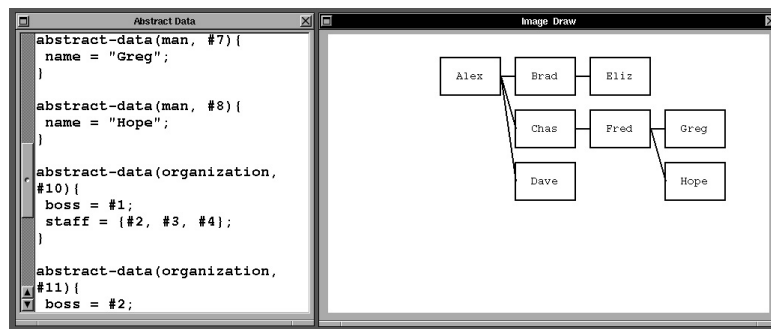 Abstract Data
abstract-data(man, #7){
name = "Greg";
}
abstract-data(man, #8){
name = "Hope";
}
abstract-data(organization,
#10){
boss = #1;
staff = {#2, #3, #4};
}
abstract-data(organization,
#11){
boss = #2;
Image Draw
Alex Brad Eliz
Chas Fred Greg
Dave Hope